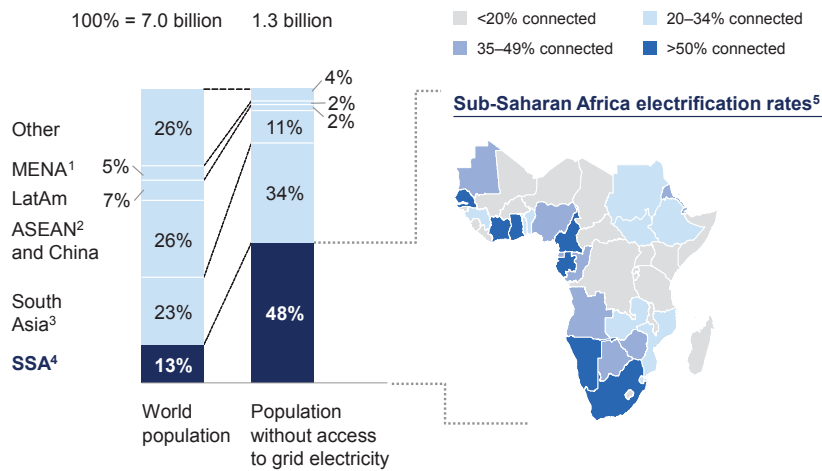 100% = 7.0 billion
1.3 billion
<20% connected
20–34% connected
35–49% connected
>50% connected
Sub-Saharan Africa electrification rates5
Other
MENA1
LatAm
ASEAN2
and China
South
Asia3
SSA4
26%
5%
7%
26%
23%
13%
4%
2%
2%
11%
34%
48%
World
population
Population
without access
to grid electricity